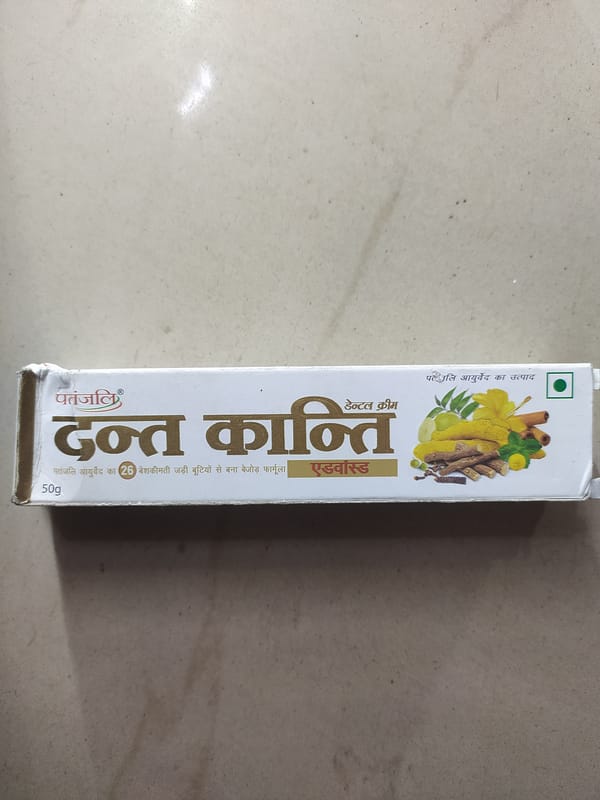 पतंजलि®
पतंजलि आयुर्वेद का उत्पाद
डेन्टल क्रीम
दन्त कान्ति
एडवांस्ड
पतंजलि आयुर्वेद का 26 बेशकीमती जड़ी बूटियों से बना बेजोड़ फार्मूला
50g